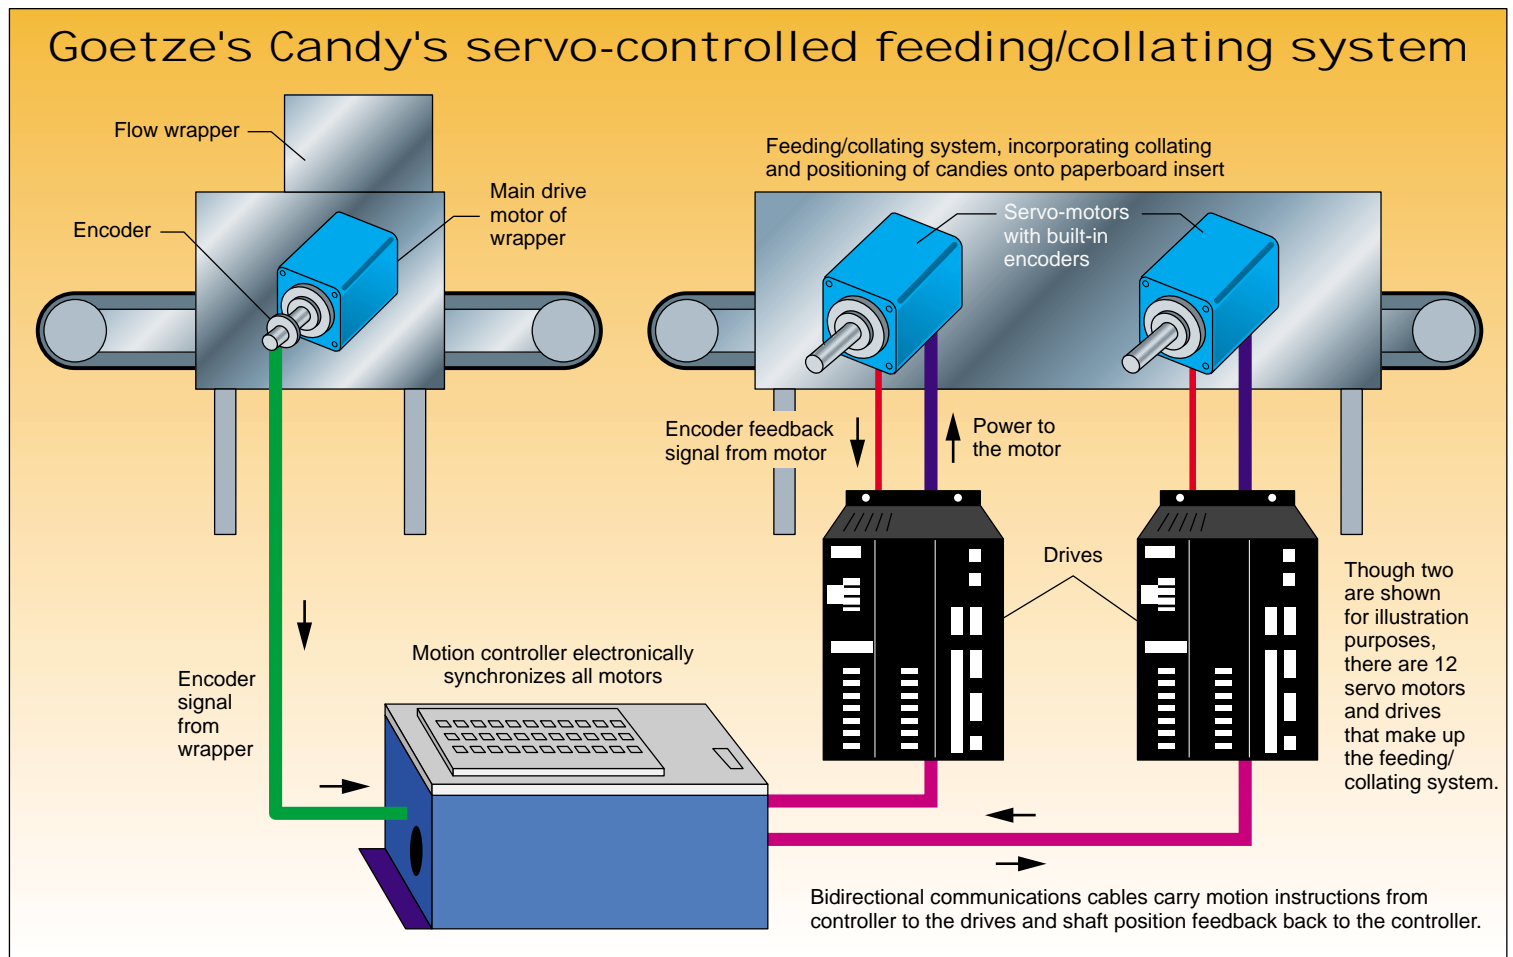 Goetze's Candy's servo-controlled feeding/collating system
Flow wrapper
Encoder
Main drive
motor of
wrapper
Feeding/collating system, incorporating collating
and positioning of candies onto paperboard insert
Servo-motors
with built-in
encoders
Encoder feedback
signal from motor
Power to
the motor
Drives
Though two
are shown
for illustration
purposes,
there are 12
servo motors
and drives
that make up
the feeding/
collating system.
Encoder
signal
from
wrapper
Motion controller electronically
synchronizes all motors
Bidirectional communications cables carry motion instructions from
controller to the drives and shaft position feedback back to the controller.